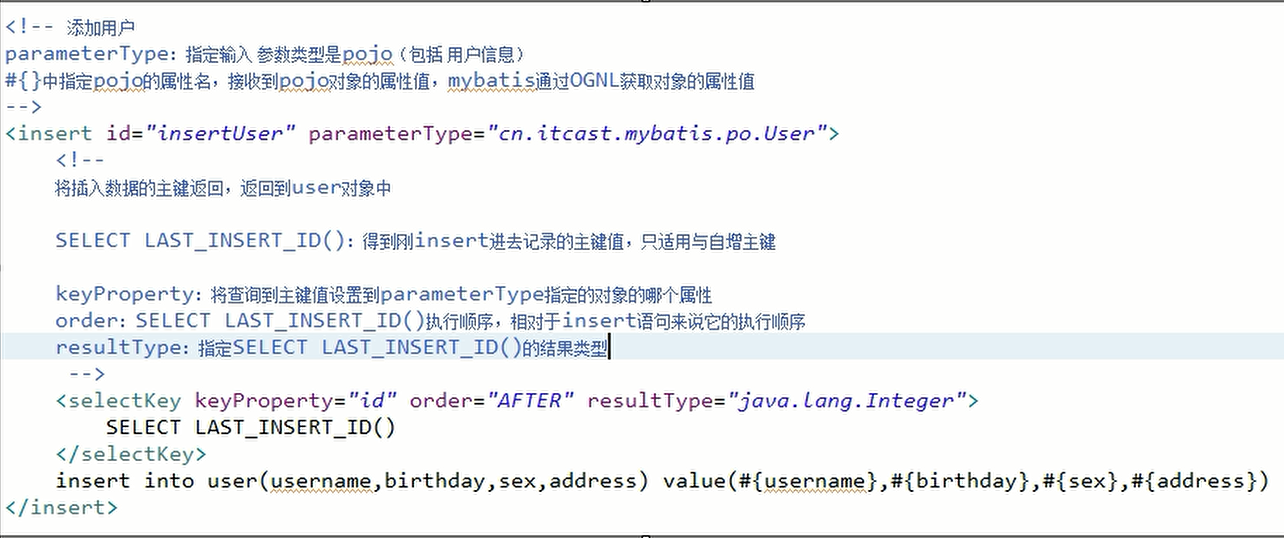 <!-- 添加用户
parameterType：指定输入 参数类型是pojo（包括 用户信息）
#{}中指定pojo的属性名，接收到pojo对象的属性值，mybatis通过OGNL获取对象的属性值
-->
<insert id="insertUser" parameterType="cn.itcast.mybatis.po.User">
<!--
将插入数据的主键返回，返回到user对象中
SELECT LAST_INSERT_ID()：得到刚insert进去记录的主键值，只适用与自增主键
keyProperty：将查询到主键值设置到parameterType指定的对象的哪个属性
order：SELECT LAST_INSERT_ID()执行顺序，相对于insert语句来说它的执行顺序
resultType：指定SELECT LAST_INSERT_ID()的结果类型
-->
<selectKey keyProperty="id" order="AFTER" resultType="java.lang.Integer">
SELECT LAST_INSERT_ID()
</selectKey>
insert into user(username,birthday,sex,address) value(#{username},#{birthday},#{sex},#{address})
</insert>